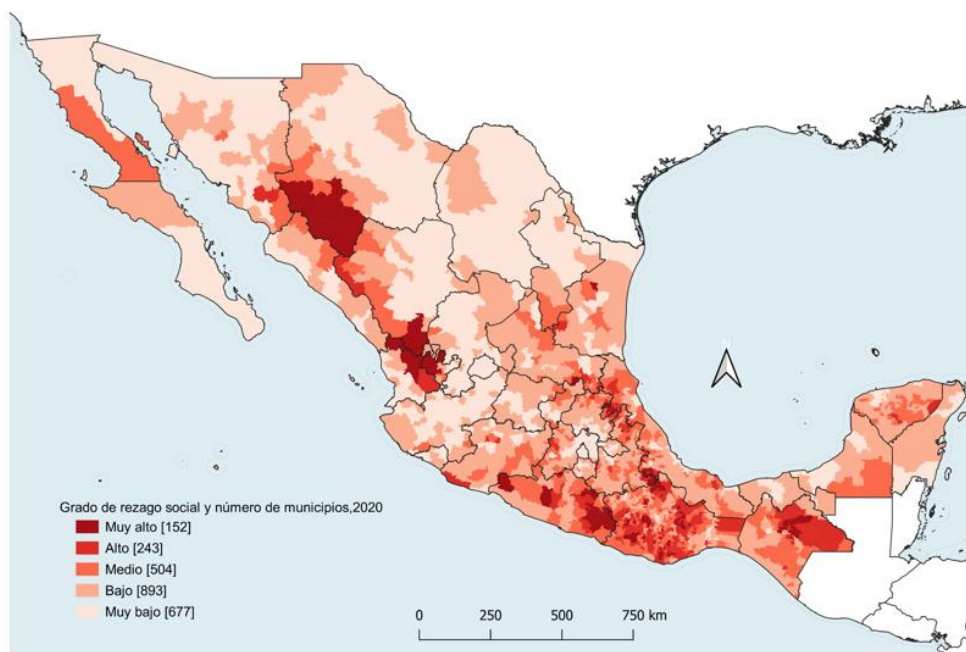 Grado de rezago social y número de municipios,2020
Muy alto [152]
Alto [243]
Medio [504]
Bajo [893]
Muy bajo [677]
0 250 500 750 km